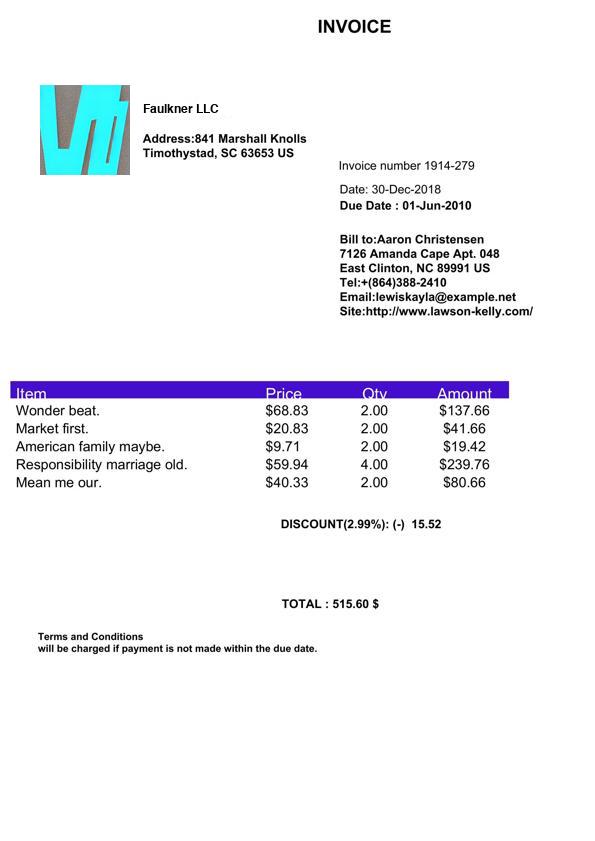 INVOICE
Faulkner LLC
Address:841 Marshall Knolls
Timothystad, SC 63653 US
Invoice number 1914-279
Date: 30-Dec-2018
Due Date : 01-Jun-2010
Bill to:Aaron Christensen
7126 Amanda Cape Apt. 048
East Clinton, NC 89991 US
Tel:+(864)388-2410
Email:lewiskayla@example.net
Site:http://www.lawson-kelly.com/
Item Price Qty Amount
Wonder beat. $68.83 2.00 $137.66
Market first. $20.83 2.00 $41.66
American family maybe. $9.71 2.00 $19.42
Responsibility marriage old. $59.94 4.00 $239.76
Mean me our. $40.33 2.00 $80.66
DISCOUNT(2.99%): (-) 15.52
TOTAL : 515.60 $
Terms and Conditions
will be charged if payment is not made within the due date.